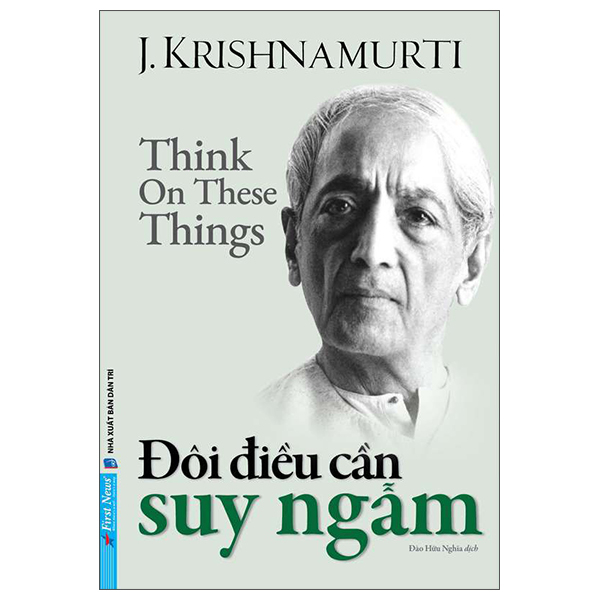 J. KRISHNAMURTI
Think
On These
Things
Đôi điều cần
suy ngẫm
Đào Hữu Nghĩa dịch
First News
NHÀ XUẤT BẢN DÂN TRÍ